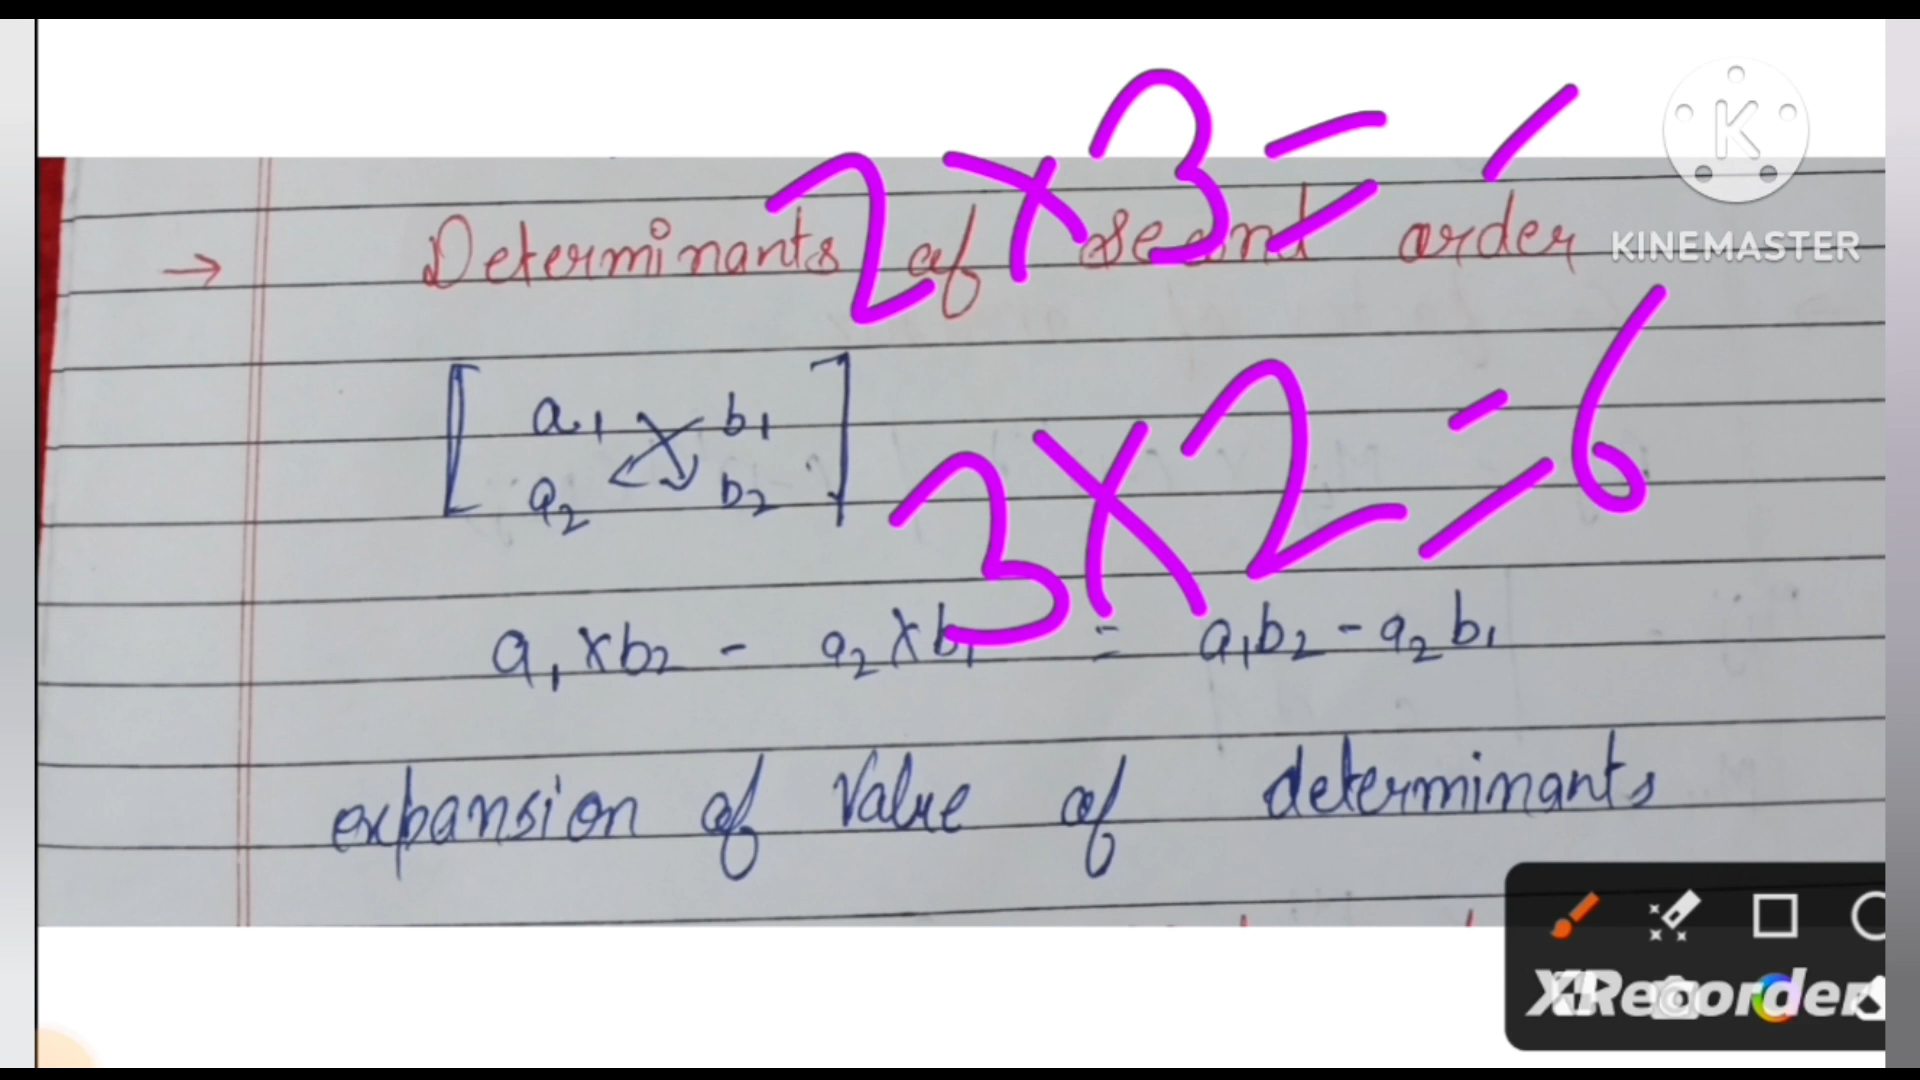 2 x 3 =
→ Determinants of second order
KINEMASTER
3 x 2 = 6
[ a1 b1 ]
[ a2 b2 ]
a1 x b2 - a2 x b1 = a1b2 - a2b1
expansion of Value of determinants
XRecorder